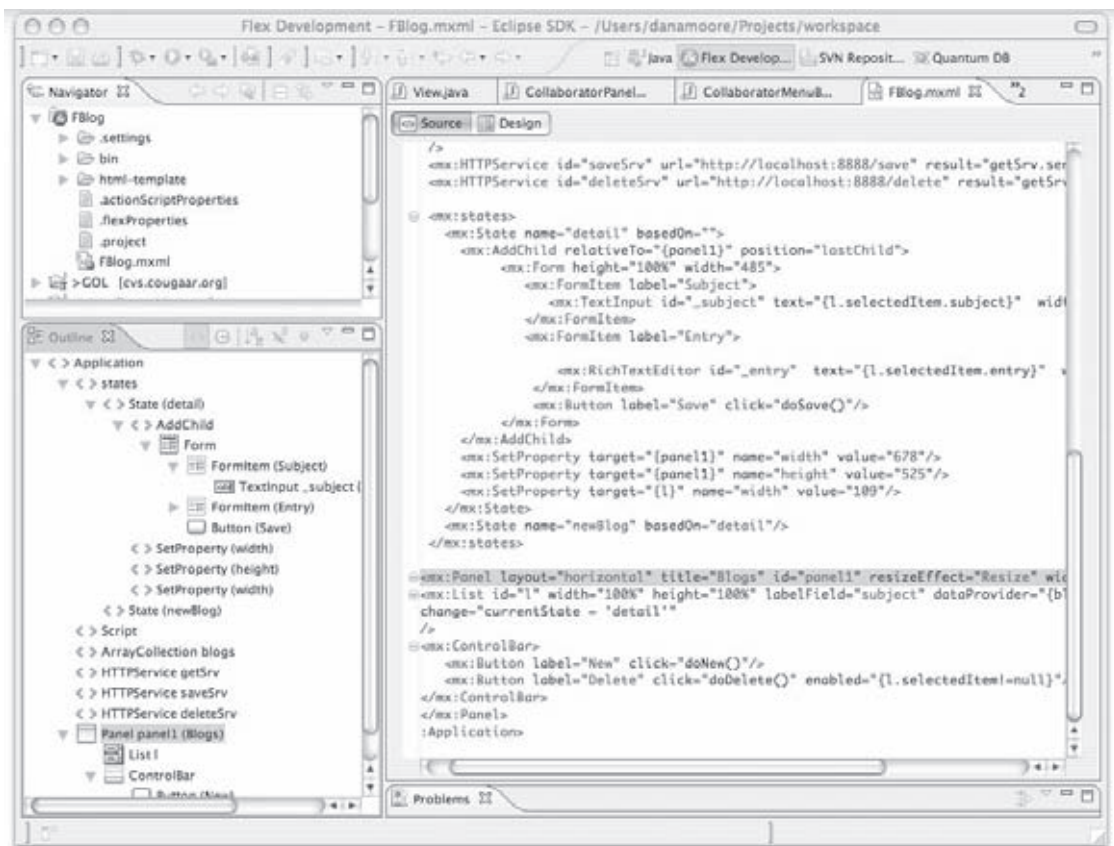 Flex Development – FBlog.mxml – Eclipse SDK – /Users/danamoore/Projects/workspace
Java Flex Develop... SVN Reposit... Quantum DB
Navigator
FBlog
.settings
bin
html-template
.actionScriptProperties
.flexProperties
.project
FBlog.mxml
>GOL [cvs.cougaar.org]
Outline
< > Application
< > states
< > State (detail)
< > AddChild
Form
FormItem (Subject)
TextInput _subject (
FormItem (Entry)
Button (Save)
< > SetProperty (width)
< > SetProperty (height)
< > SetProperty (width)
< > State (newBlog)
< > Script
< > ArrayCollection blogs
< > HTTPService getSrv
< > HTTPService saveSrv
< > HTTPService deleteSrv
Panel panel1 (Blogs)
List l
ControlBar
Button (New)
View.java CollaboratorPanel... CollaboratorMenuB... FBlog.mxml »2
Source Design
/>
<mx:HTTPService id="saveSrv" url="http://localhost:8888/save" result="getSrv.ser
<mx:HTTPService id="deleteSrv" url="http://localhost:8888/delete" result="getSrv
<mx:states>
<mx:State name="detail" basedOn="">
<mx:AddChild relativeTo="{panel1}" position="lastChild">
<mx:Form height="100%" width="485">
<mx:FormItem label="Subject">
<mx:TextInput id="_subject" text="{l.selectedItem.subject}" widt
</mx:FormItem>
<mx:FormItem label="Entry">
<mx:RichTextEditor id="_entry" text="{l.selectedItem.entry}"
</mx:FormItem>
<mx:Button label="Save" click="doSave()"/>
</mx:Form>
</mx:AddChild>
<mx:SetProperty target="{panel1}" name="width" value="678"/>
<mx:SetProperty target="{panel1}" name="height" value="525"/>
<mx:SetProperty target="{l}" name="width" value="109"/>
</mx:State>
<mx:State name="newBlog" basedOn="detail"/>
</mx:states>
<mx:Panel layout="horizontal" title="Blogs" id="panel1" resizeEffect="Resize" wid
<mx:List id="l" width="100%" height="100%" labelField="subject" dataProvider="{bl
change="currentState = 'detail'"
/>
<mx:ControlBar>
<mx:Button label="New" click="doNew()"/>
<mx:Button label="Delete" click="doDelete()" enabled="{l.selectedItem!=null}"/
</mx:ControlBar>
</mx:Panel>
:Application>
Problems